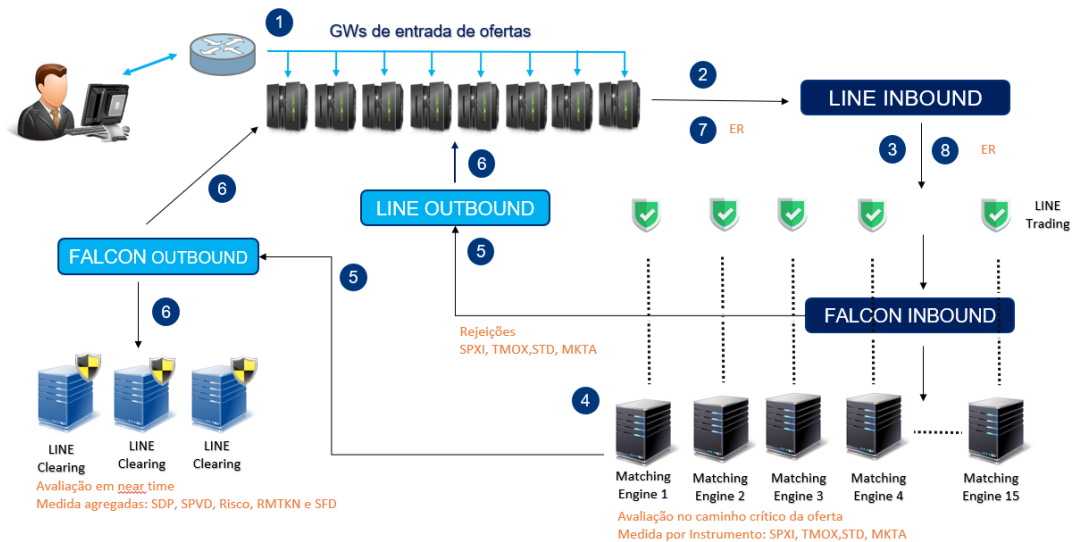 1
GWs de entrada de ofertas
2
LINE INBOUND
7
ER
3
8
ER
6
6
LINE OUTBOUND
LINE
Trading
FALCON OUTBOUND
5
5
6
FALCON INBOUND
Rejeições
SPXI, TMOX,STD, MKTA
4
LINE
Clearing
LINE
Clearing
LINE
Clearing
Avaliação em near time
Medida agregadas: SDP, SPVD, Risco, RMTKN e SFD
Matching
Engine 1
Matching
Engine 2
Matching
Engine 3
Matching
Engine 4
Matching
Engine 15
Avaliação no caminho crítico da oferta
Medida por Instrumento: SPXI, TMOX,STD, MKTA